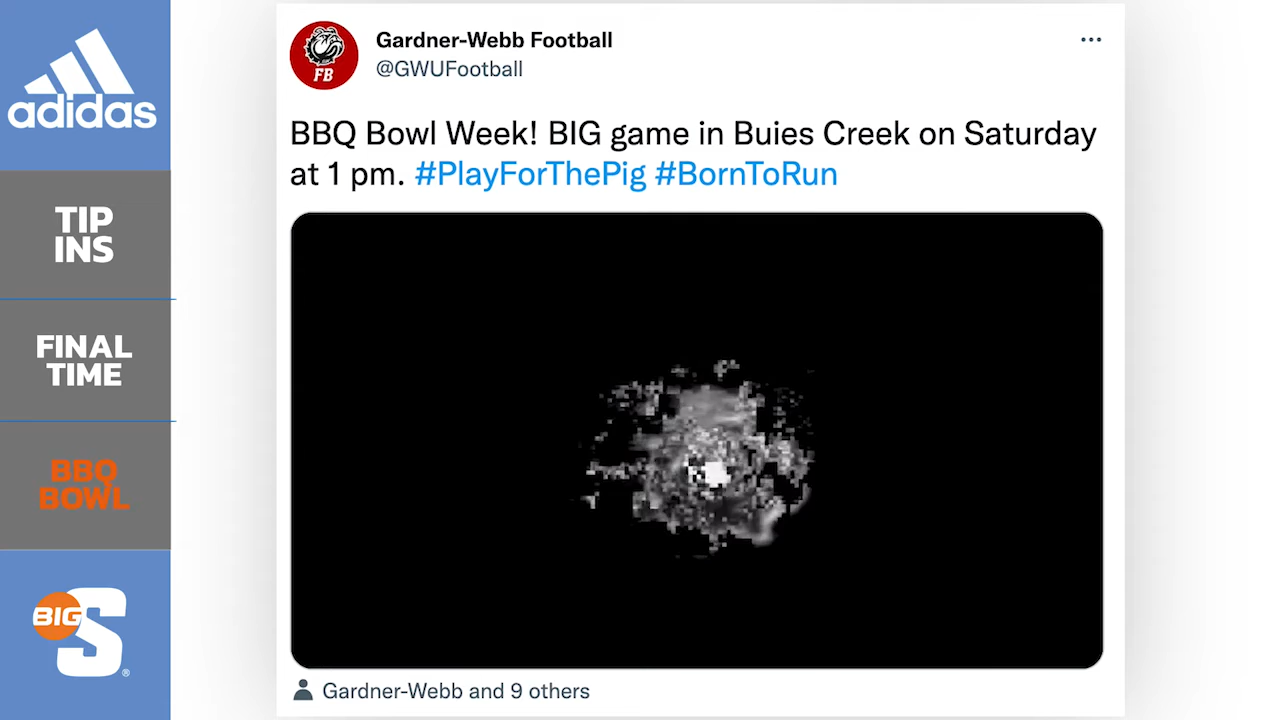 adidas
TIP
INS
FINAL
TIME
BBQ
BOWL
BIG S
®
FB
Gardner-Webb Football
@GWUFootball
BBQ Bowl Week! BIG game in Buies Creek on Saturday
at 1 pm. #PlayForThePig #BornToRun
Gardner-Webb and 9 others